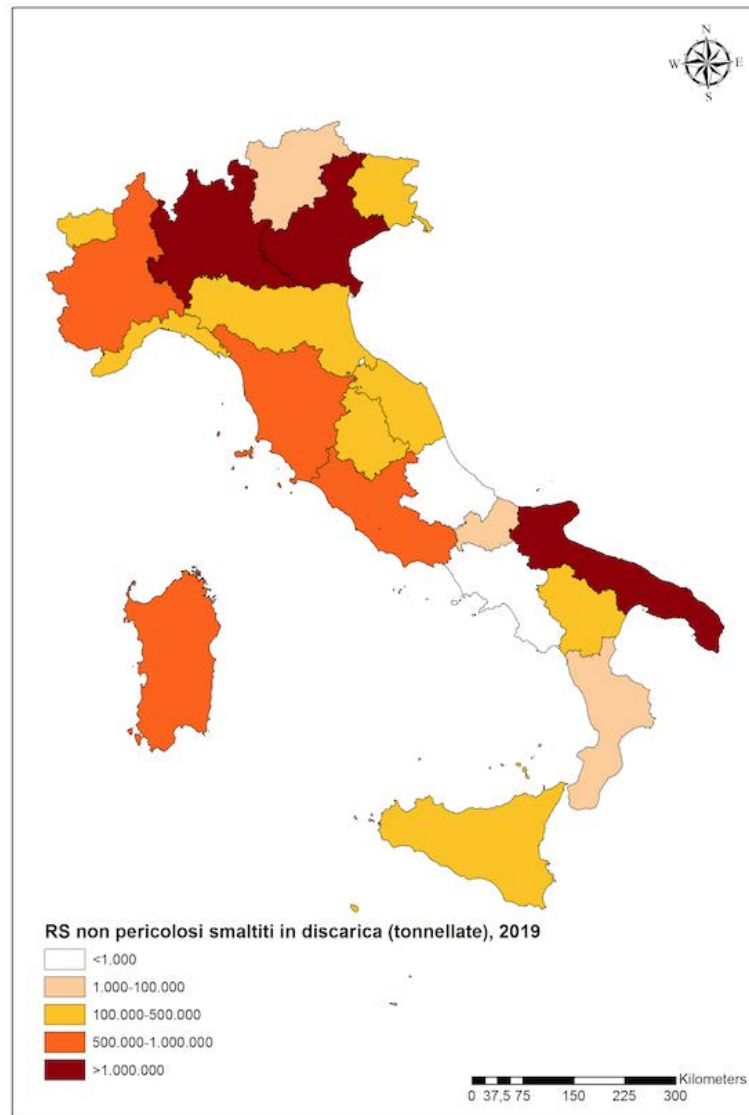 N
W E
S
RS non pericolosi smaltiti in discarica (tonnellate), 2019
<1.000
1.000-100.000
100.000-500.000
500.000-1.000.000
>1.000.000
Kilometers
0 37,5 75 150 225 300